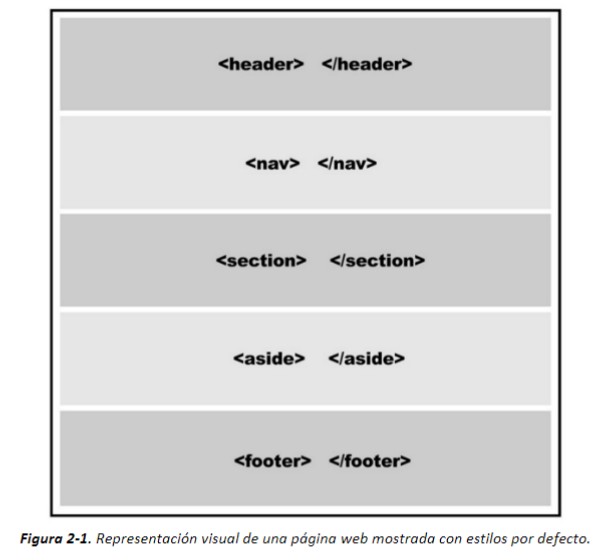 <header> </header>
<nav> </nav>
<section> </section>
<aside> </aside>
<footer> </footer>
Figura 2-1. Representación visual de una página web mostrada con estilos por defecto.